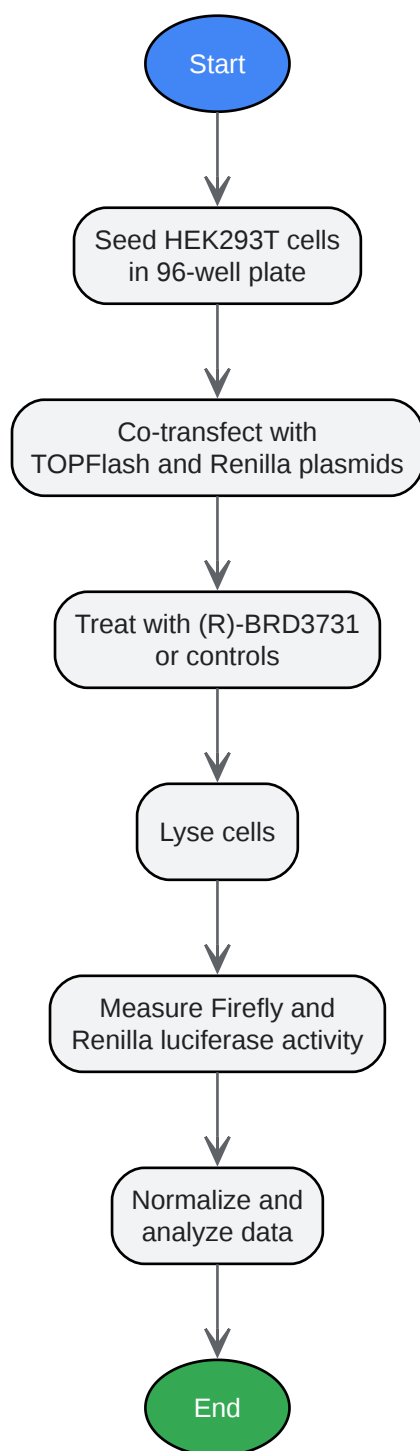 Start
Seed HEK293T cells
in 96-well plate
Co-transfect with
TOPFlash and Renilla plasmids
Treat with (R)-BRD3731
or controls
Lyse cells
Measure Firefly and
Renilla luciferase activity
Normalize and
analyze data
End